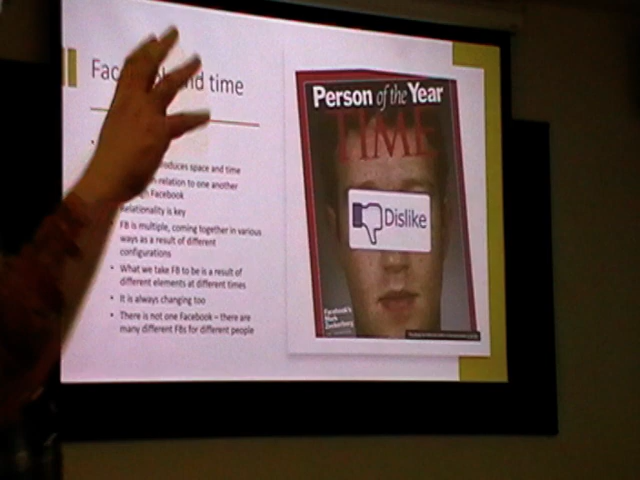 and time
Person of the Year
TIME
Dislike
produces space and time
relation to one another
Facebook
Relationality is key
FB is multiple, coming together in various
ways as a result of different
configurations
• What we take FB to be is a result of
different elements at different times
• It is always changing too
• There is not one Facebook – there are
many different FBs for different people
Facebook's
Mark
Zuckerberg